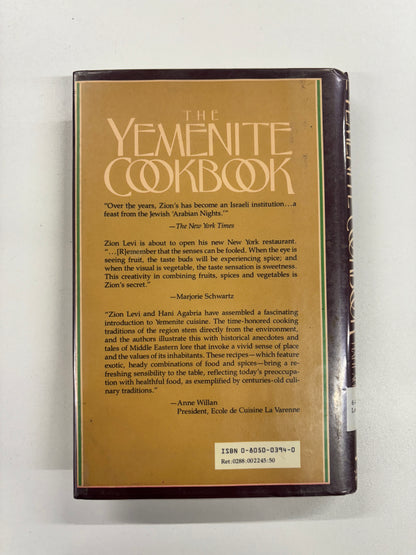 THE
YEMENITE
COOKBOOK
"Over the years, Zion's has become an Israeli institution...a
feast from the Jewish 'Arabian Nights.'"
—The New York Times
Zion Levi is about to open his new New York restaurant.
"...[R]emember that the senses can be fooled. When the eye is
seeing fruit, the taste buds will be experiencing spice; and
when the visual is vegetable, the taste sensation is sweetness.
This creativity in combining fruits, spices and vegetables is
Zion's secret."
—Marjorie Schwartz
"Zion Levi and Hani Agabria have assembled a fascinating
introduction to Yemenite cuisine. The time-honored cooking
traditions of the region stem directly from the environment,
and the authors illustrate this with historical anecdotes and
tales of Middle Eastern lore that invoke a vivid sense of place
and the values of its inhabitants. These recipes—which feature
exotic, heady combinations of food and spices—bring a re-
freshing sensibility to the table, reflecting today's preoccupa-
tion with healthful food, as exemplified by centuries-old culi-
nary traditions."
—Anne Willan
President, Ecole de Cuisine La Varenne
ISBN 0-8050-0394-0
Ret:0288:002245:50
YEMENITE COOKBOOK